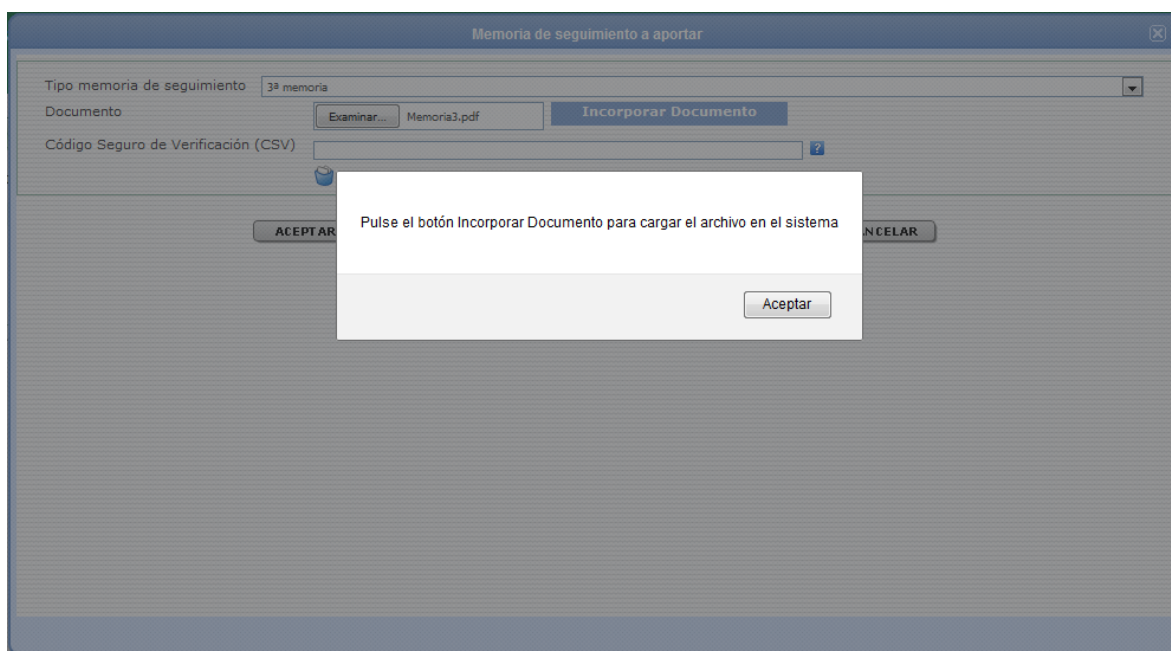 Memoria de seguimiento a aportar
Tipo memoria de seguimiento 3ª memoria
Documento Examinar... Memoria3.pdf Incorporar Documento
Código Seguro de Verificación (CSV) ?
Pulse el botón Incorporar Documento para cargar el archivo en el sistema
ACEPTAR NCELAR
Aceptar